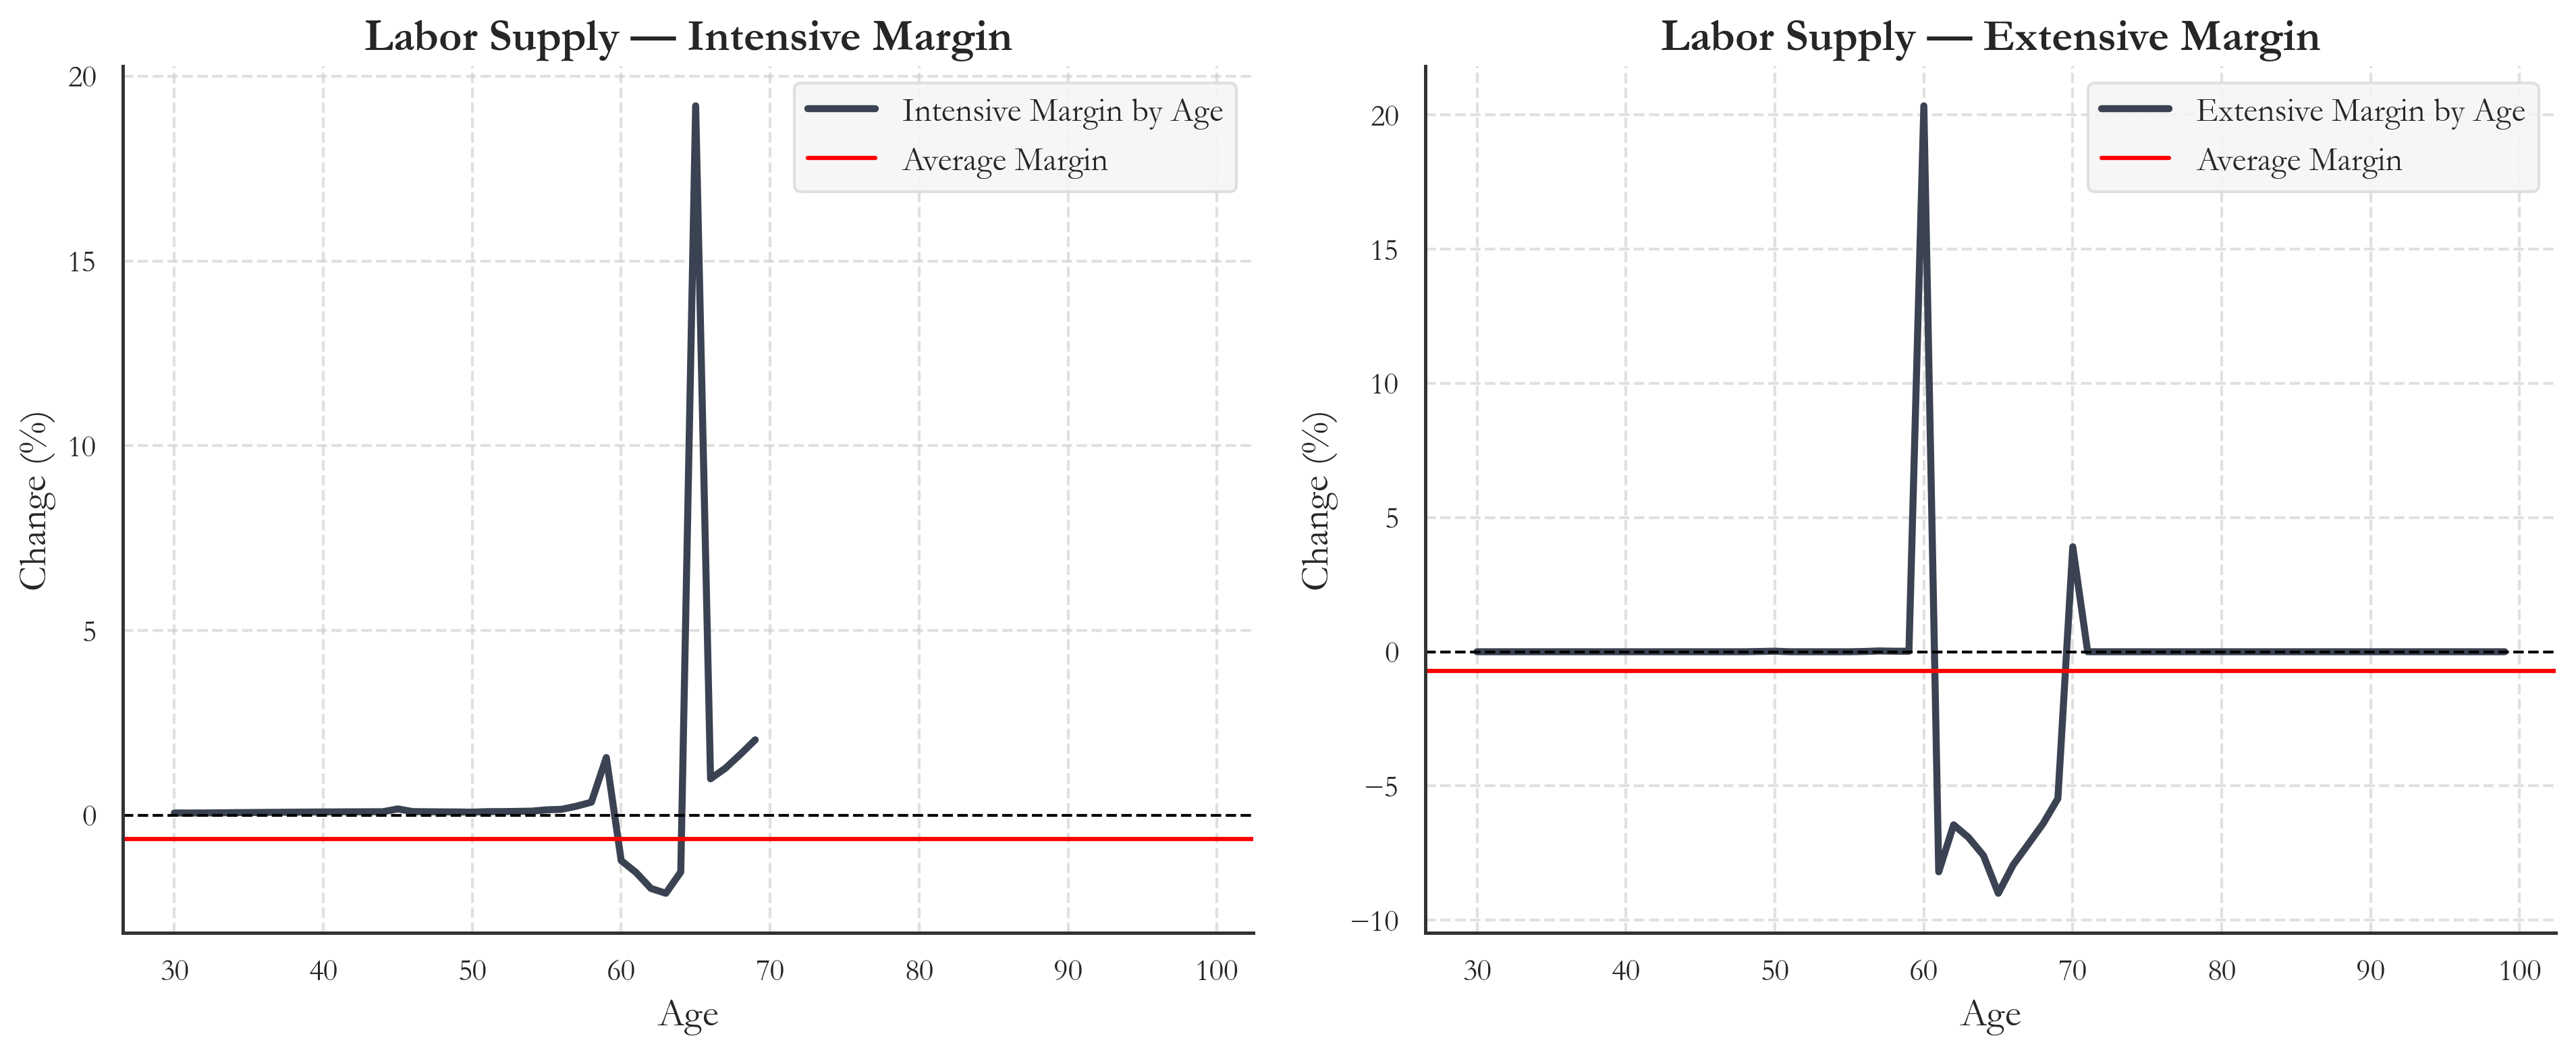 Labor Supply — Intensive Margin
20
15
10
5
0
Change (%)
Intensive Margin by Age
Average Margin
30 40 50 60 70 80 90 100
Age
Labor Supply — Extensive Margin
20
15
10
5
0
−5
−10
Change (%)
Extensive Margin by Age
Average Margin
30 40 50 60 70 80 90 100
Age